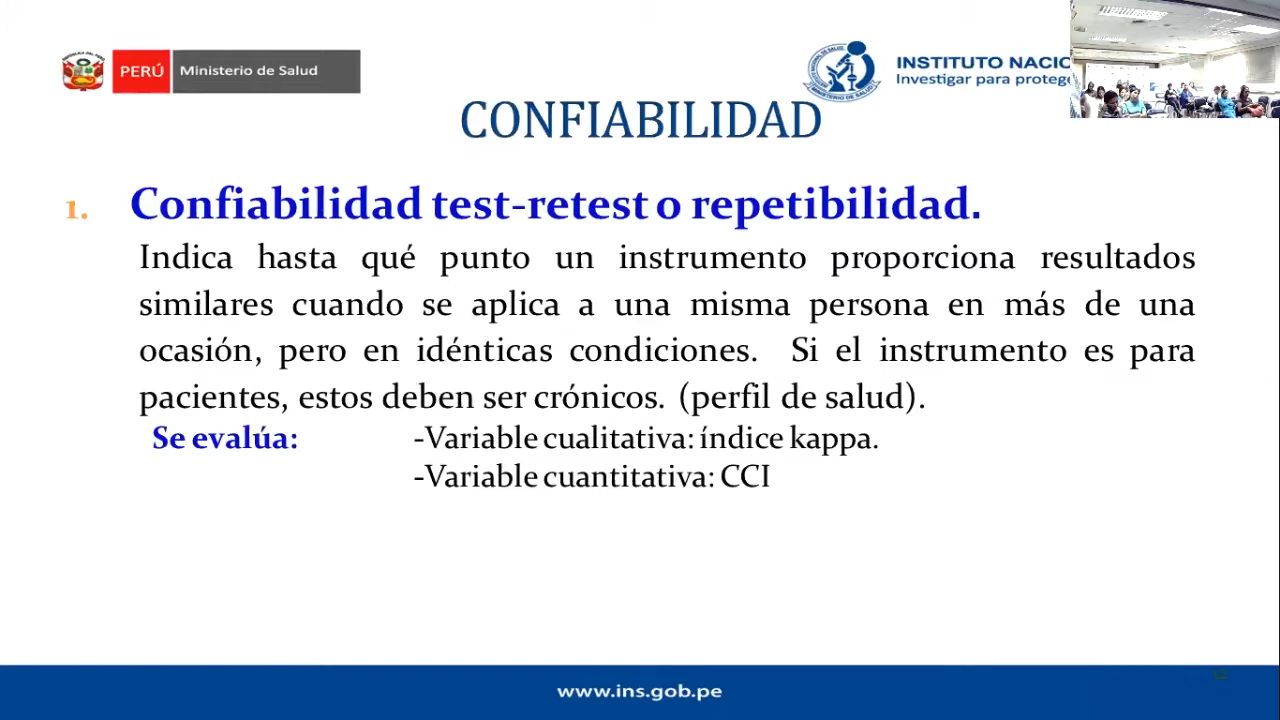 PERÚ Ministerio de Salud
INSTITUTO NACIO
Investigar para proteg
CONFIABILIDAD
1. Confiabilidad test-retest o repetibilidad.
Indica hasta qué punto un instrumento proporciona resultados
similares cuando se aplica a una misma persona en más de una
ocasión, pero en idénticas condiciones. Si el instrumento es para
pacientes, estos deben ser crónicos. (perfil de salud).
Se evalúa: -Variable cualitativa: índice kappa.
-Variable cuantitativa: CCI
www.ins.gob.pe